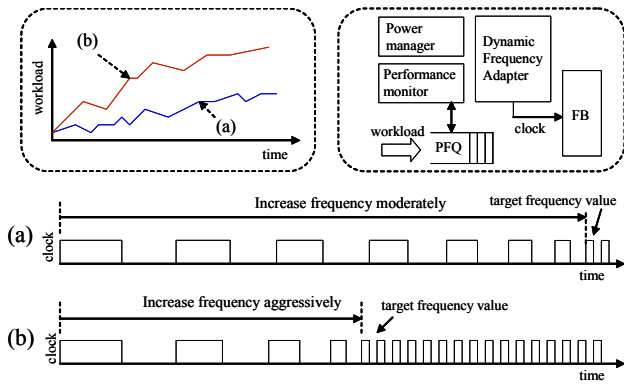 (b)
workload
(a)
time
Power
manager
Performance
monitor
Dynamic
Frequency
Adapter
FB
clock
workload
PFQ
Increase frequency moderately
target frequency value
(a)
clock
time
Increase frequency aggressively
target frequency value
(b)
clock
time